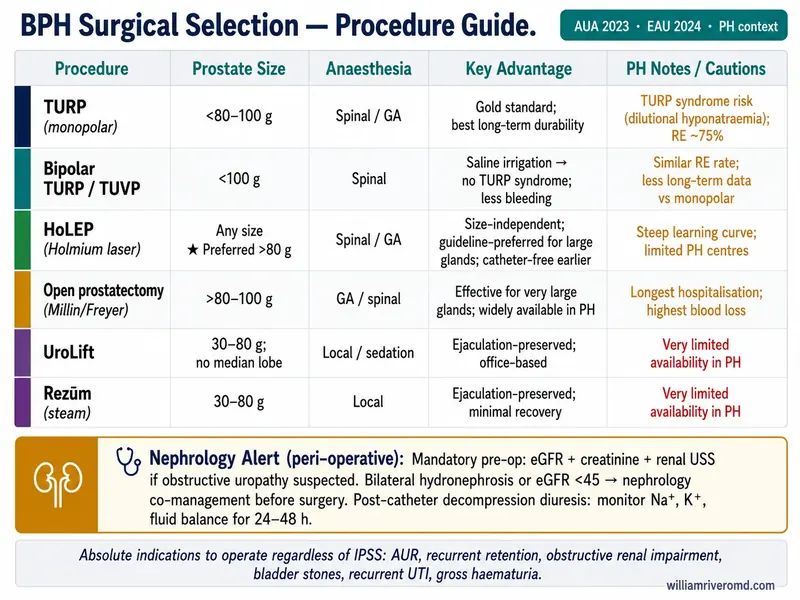 BPH Surgical Selection — Procedure Guide.
AUA 2023 • EAU 2024 • PH context
Procedure
Prostate Size
Anaesthesia
Key Advantage
PH Notes / Cautions
TURP
(monopolar)
<80–100 g
Spinal / GA
Gold standard;
best long-term durability
TURP syndrome risk
(dilutional hyponatraemia);
RE ~75%
Bipolar
TURP / TUVP
<100 g
Spinal
Saline irrigation →
no TURP syndrome;
less bleeding
Similar RE rate;
less long-term data
vs monopolar
HoLEP
(Holmium laser)
Any size
★ Preferred >80 g
Spinal / GA
Size-independent;
guideline-preferred for large
glands; catheter-free earlier
Steep learning curve;
limited PH centres
Open prostatectomy
(Millin/Freyer)
>80–100 g
GA / spinal
Effective for very large
glands; widely available in PH
Longest hospitalisation;
highest blood loss
UroLift
30–80 g;
no median lobe
Local / sedation
Ejaculation-preserved;
office-based
Very limited
availability in PH
Rezūm
(steam)
30–80 g
Local
Ejaculation-preserved;
minimal recovery
Very limited
availability in PH
Nephrology Alert (peri-operative): Mandatory pre-op: eGFR + creatinine + renal USS
if obstructive uropathy suspected. Bilateral hydronephrosis or eGFR <45 → nephrology
co-management before surgery. Post-catheter decompression diuresis: monitor Na⁺, K⁺,
fluid balance for 24–48 h.
Absolute indications to operate regardless of IPSS: AUR, recurrent retention, obstructive renal impairment,
bladder stones, recurrent UTI, gross haematuria.
williamriveromd.com